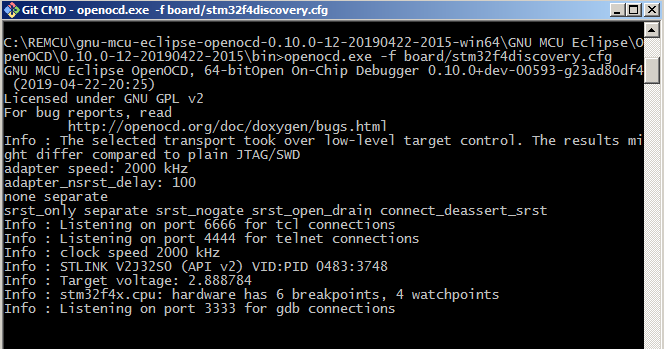 Git CMD - openocd.exe -f board/stm32f4discovery.cfg
C:\REMCU\gnu-mcu-eclipse-openocd-0.10.0-12-20190422-2015-win64\GNU MCU Eclipse\O
penOCD\0.10.0-12-20190422-2015\bin>openocd.exe -f board/stm32f4discovery.cfg
GNU MCU Eclipse OpenOCD, 64-bitOpen On-Chip Debugger 0.10.0+dev-00593-g23ad80df4
(2019-04-22-20:25)
Licensed under GNU GPL v2
For bug reports, read
http://openocd.org/doc/doxygen/bugs.html
Info : The selected transport took over low-level target control. The results mi
ght differ compared to plain JTAG/SWD
adapter speed: 2000 kHz
adapter_nsrst_delay: 100
none separate
srst_only separate srst_nogate srst_open_drain connect_deassert_srst
Info : Listening on port 6666 for tcl connections
Info : Listening on port 4444 for telnet connections
Info : clock speed 2000 kHz
Info : STLINK V2J32S0 (API v2) VID:PID 0483:3748
Info : Target voltage: 2.888784
Info : stm32f4x.cpu: hardware has 6 breakpoints, 4 watchpoints
Info : Listening on port 3333 for gdb connections